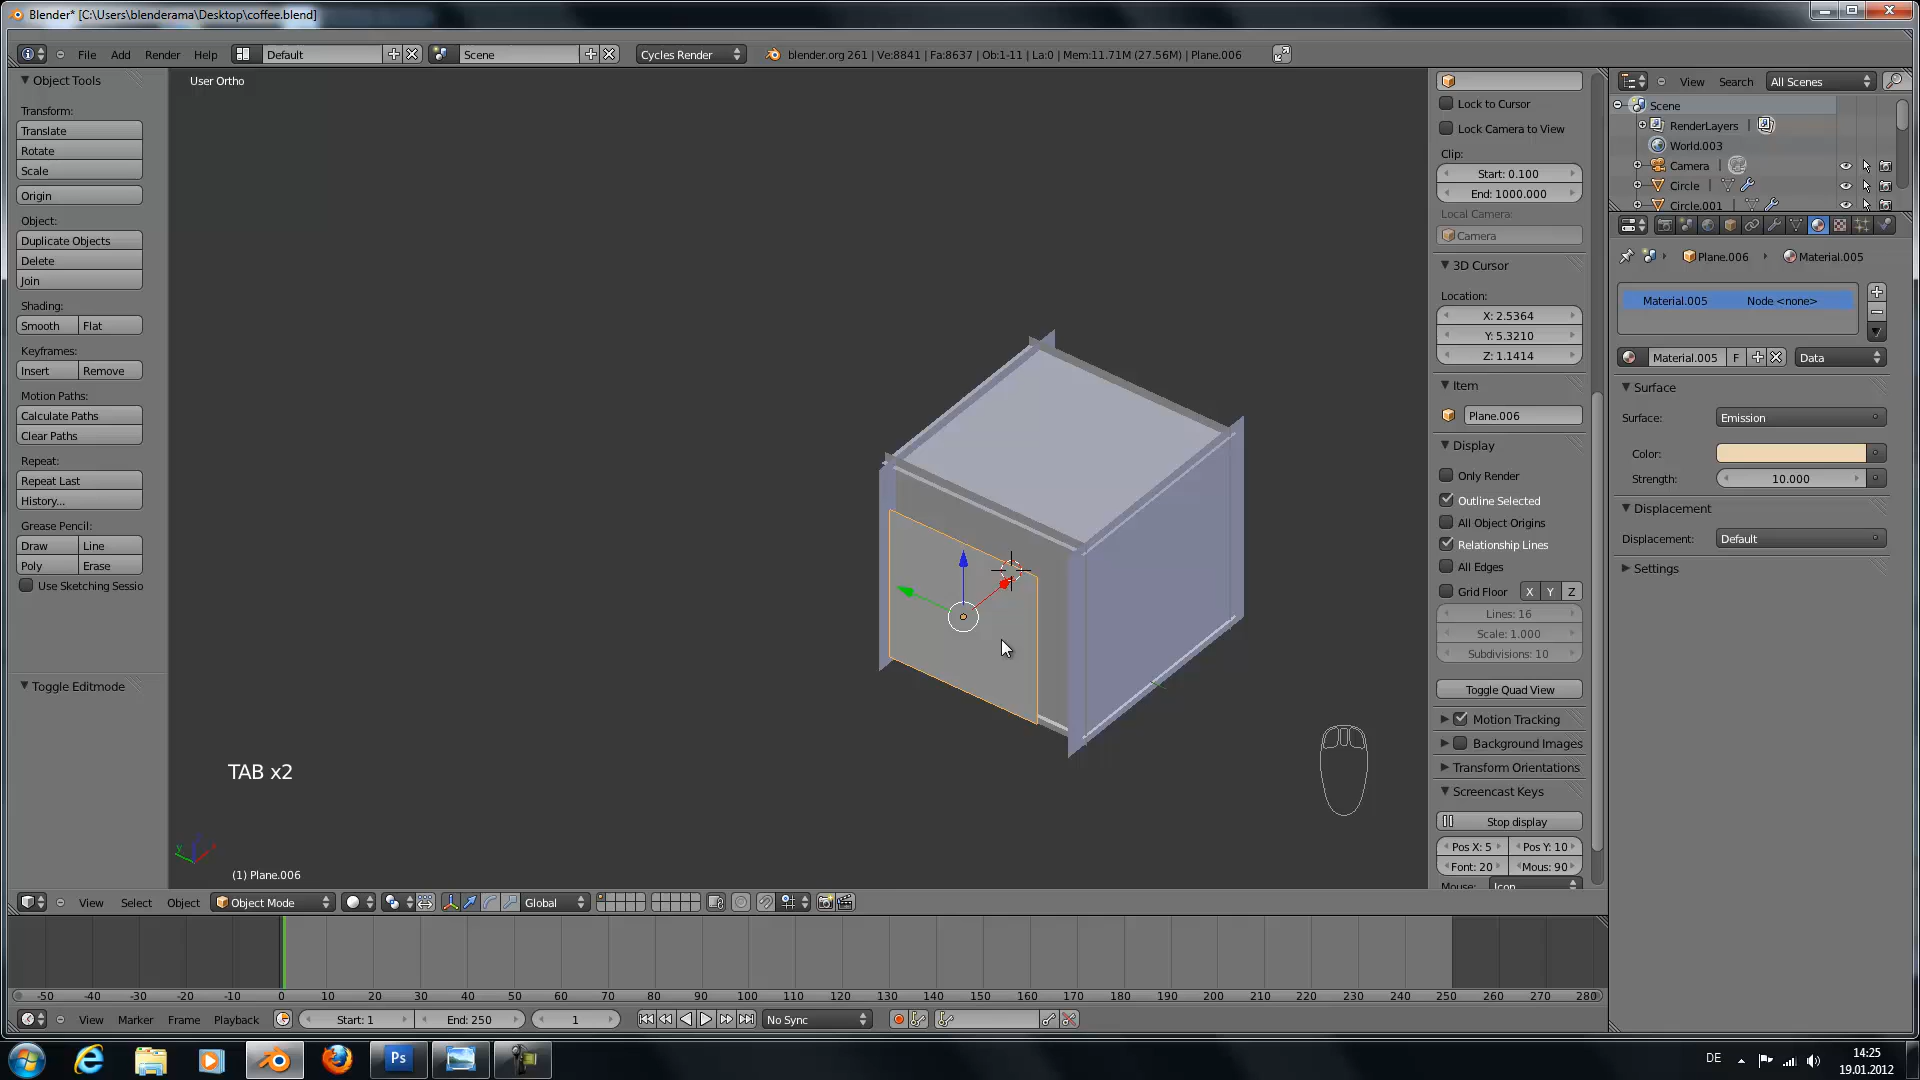 Blender* [C:\Users\blenderama\Desktop\coffee.blend]
File Add Render Help Default Scene Cycles Render blender.org 261 | Ve:8841 | Fa:8637 | Ob:1-11 | La:0 | Mem:11.71M (27.56M) | Plane.006
Object Tools
Transform:
Translate
Rotate
Scale
Origin
Object:
Duplicate Objects
Delete
Join
Shading:
Smooth Flat
Keyframes:
Insert Remove
Motion Paths:
Calculate Paths
Clear Paths
Repeat:
Repeat Last
History...
Grease Pencil:
Draw Line
Poly Erase
Use Sketching Sessio
Toggle Editmode
User Ortho
TAB x2
(1) Plane.006
Lock to Cursor
Lock Camera to View
Clip:
Start: 0.100
End: 1000.000
Local Camera:
Camera
3D Cursor
Location:
X: 2.5364
Y: 5.3210
Z: 1.1414
Item
Plane.006
Display
Only Render
Outline Selected
All Object Origins
Relationship Lines
All Edges
Grid Floor X Y Z
Lines: 16
Scale: 1.000
Subdivisions: 10
Toggle Quad View
Motion Tracking
Background Images
Transform Orientations
Screencast Keys
Stop display
Pos X: 5 Pos Y: 10
Font: 20 Mous: 90
Mouse: Icon
View Search All Scenes
Scene
RenderLayers
World.003
Camera
Circle
Circle.001
Plane.006 Material.005
Material.005 Node <none>
Material.005 F Data
Surface
Surface: Emission
Color:
Strength: 10.000
Displacement
Displacement: Default
Settings
View Select Object Object Mode Global
-50 -40 -30 -20 -10 0 10 20 30 40 50 60 70 80 90 100 110 120 130 140 150 160 170 180 190 200 210 220 230 240 250 260 270 280
View Marker Frame Playback Start: 1 End: 250 1 No Sync
Ps
DE
14:25
19.01.2012